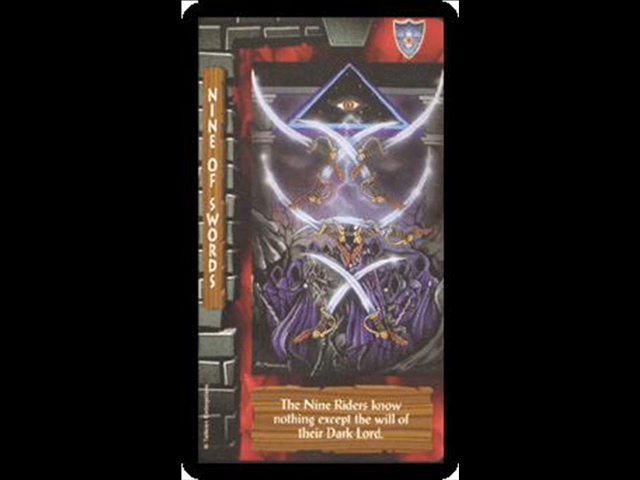 NINE OF SWORDS
The Nine Riders know
nothing except the will of
their Dark Lord.